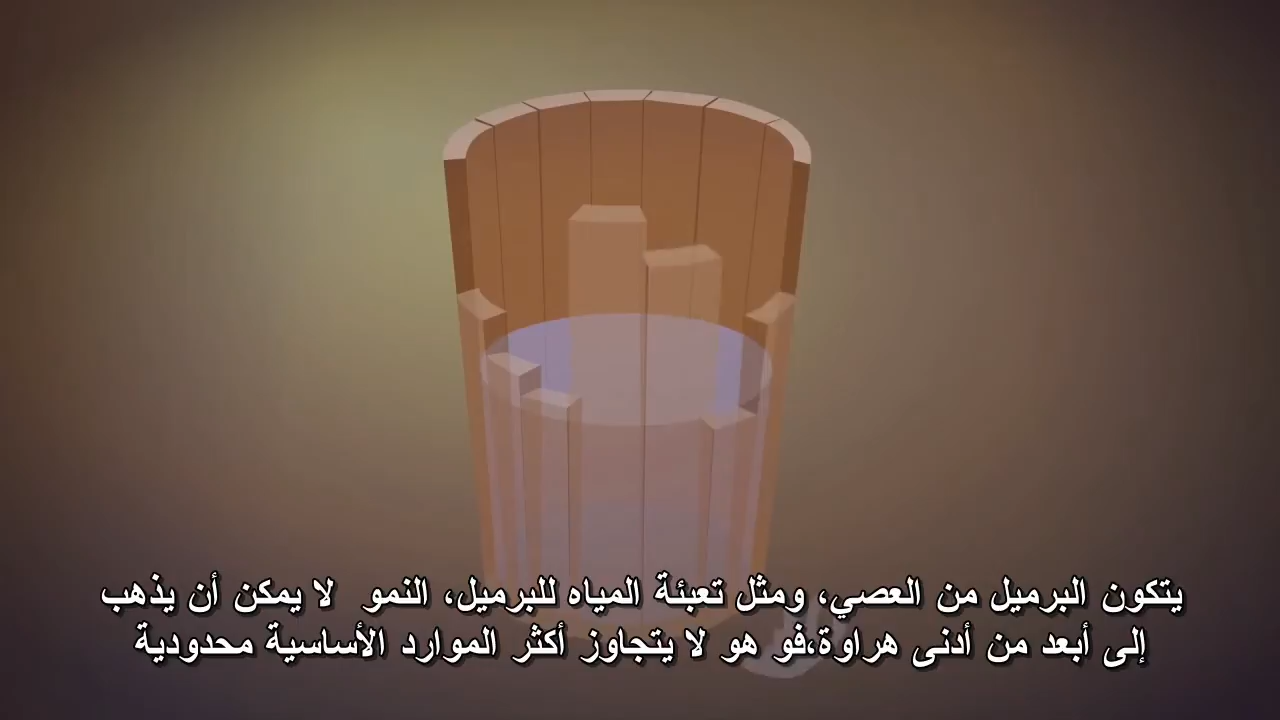 يتكون البرميل من العصي، ومثل تعبئة المياه للبرميل، النمو  لا يمكن أن يذهب
إلى أبعد من أدنى هراوة،فو هو لا يتجاوز أكثر الموارد الأساسية محدودية